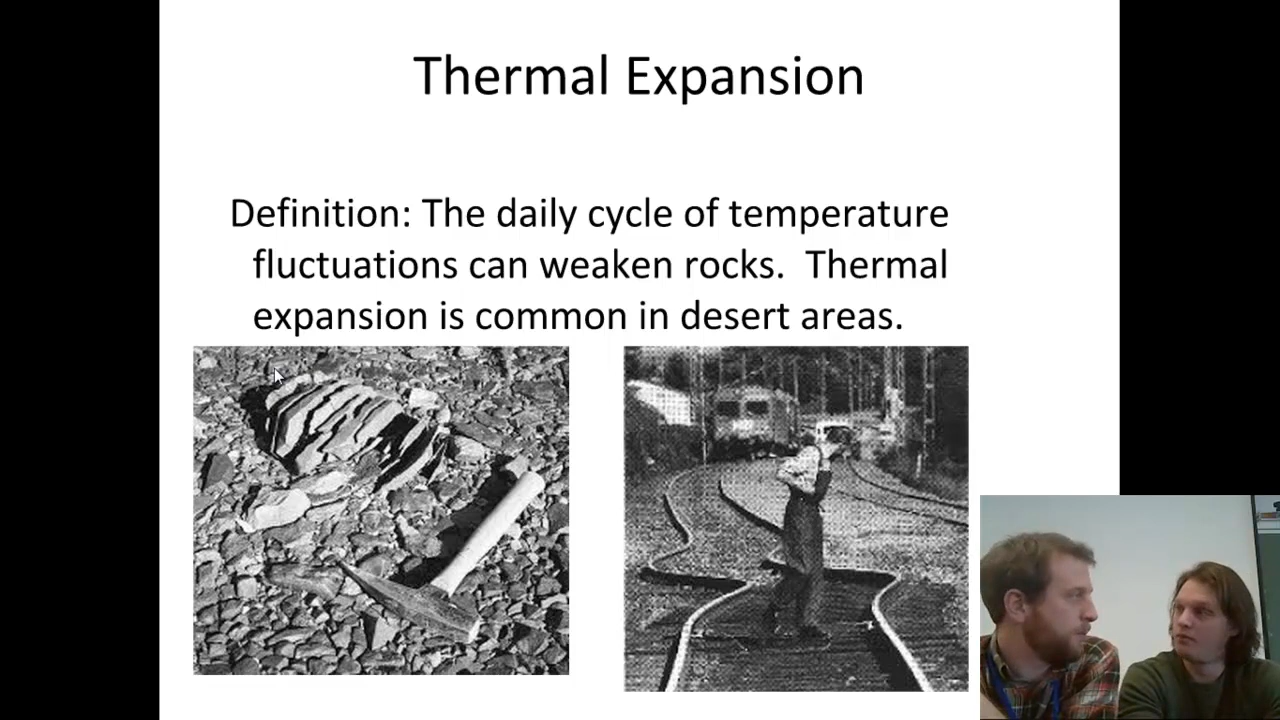 Thermal Expansion
Definition: The daily cycle of temperature
fluctuations can weaken rocks.  Thermal
expansion is common in desert areas.